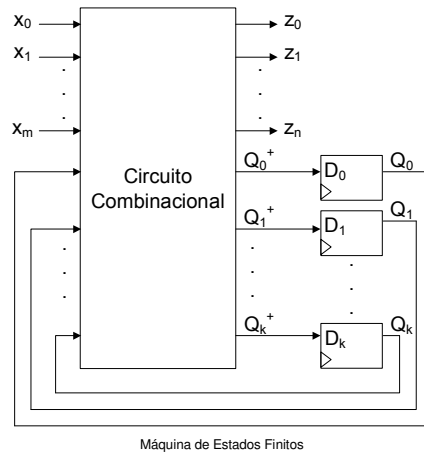 x₀ z₀
x₁ z₁
xₘ zₙ
Circuito
Combinacional
Q₀⁺ D₀ Q₀
Q₁⁺ D₁ Q₁
Qₖ⁺ Dₖ Qₖ
Máquina de Estados Finitos